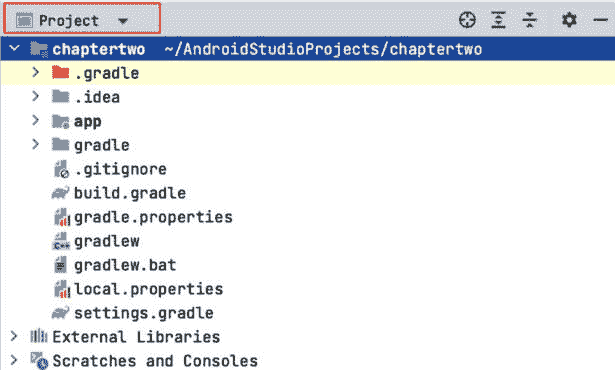 Project
chaptertwo ~/AndroidStudioProjects/chaptertwo
.gradle
.idea
app
gradle
.gitignore
build.gradle
gradle.properties
gradlew
gradlew.bat
local.properties
settings.gradle
External Libraries
Scratches and Consoles